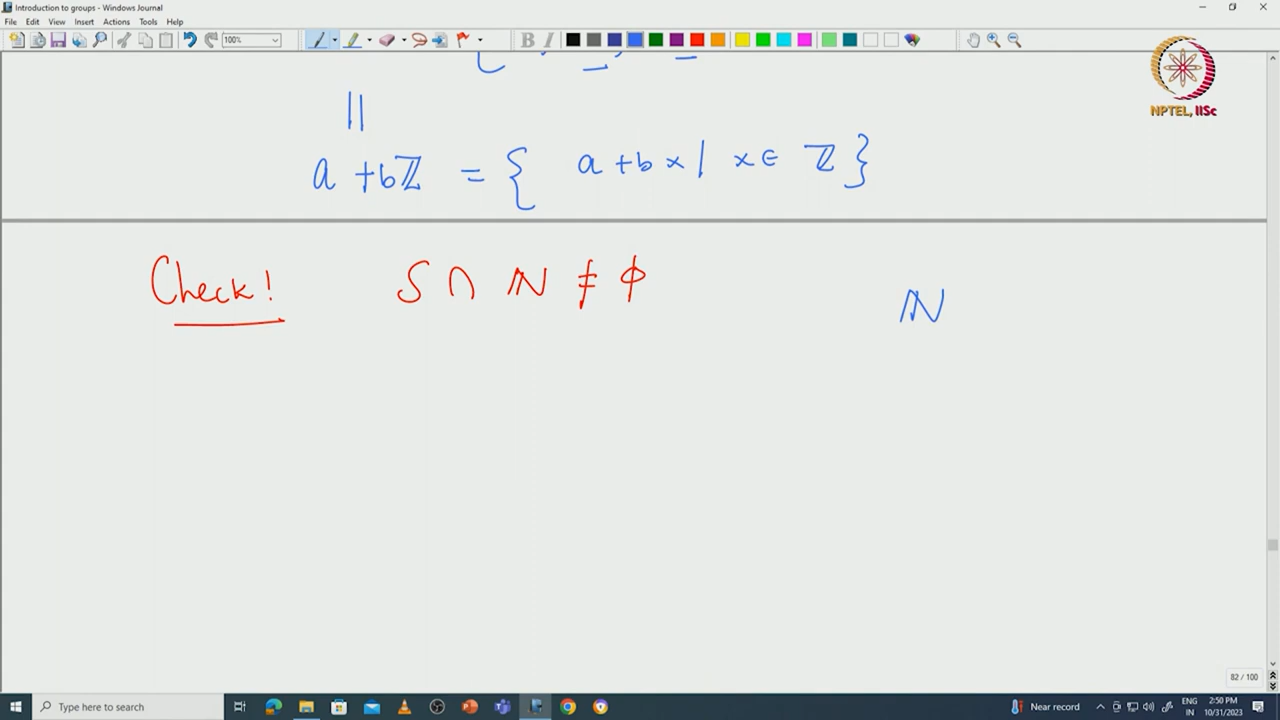 Introduction to groups - Windows Journal
File Edit View Insert Actions Tools Help
100%
B I
NPTEL, IISc
||
a + bℤ = { a + b x | x ∈ ℤ }
Check! S ∩ ℕ ≠ ϕ
ℕ
82 / 100
Type here to search
Near record
ENG
IN
2:50 PM
10/31/2023